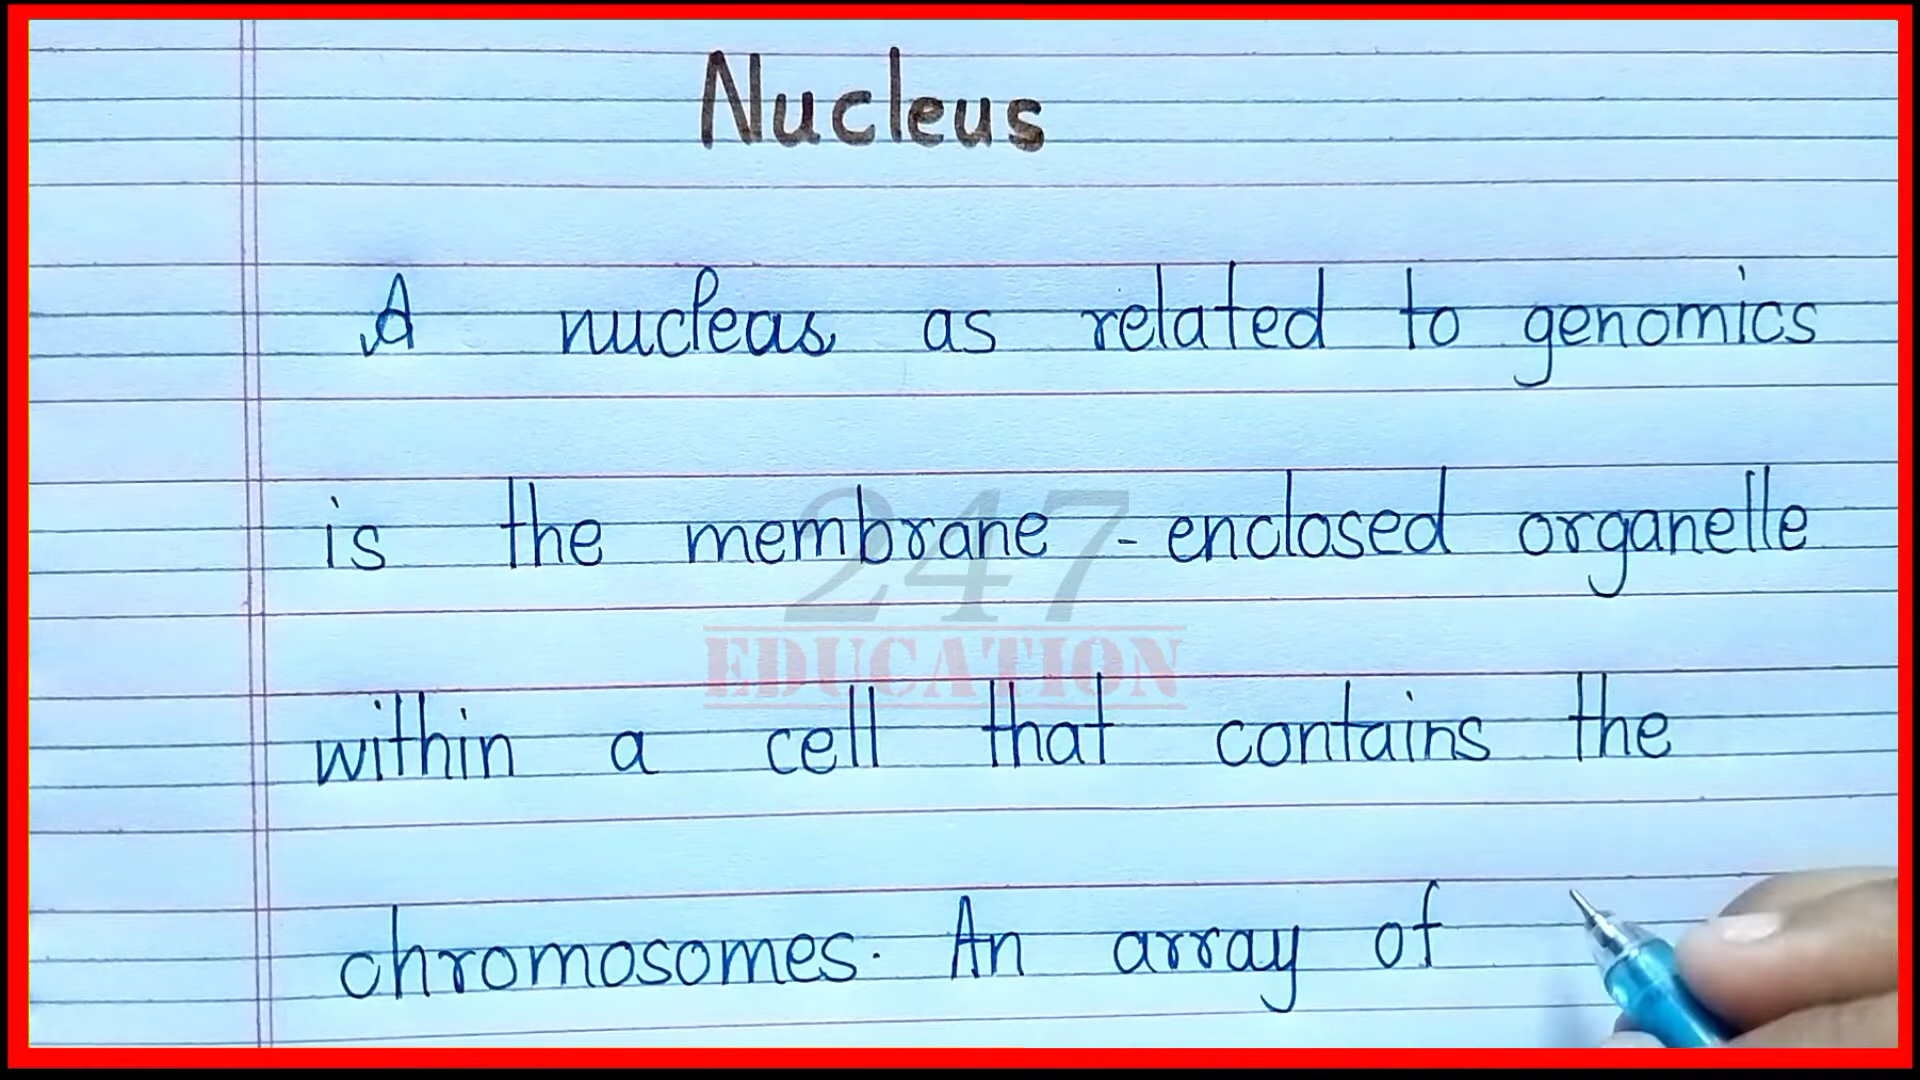 Nucleus
A nucleas as related to genomics
is the membrane - enclosed organelle
247
EDUCATION
within a cell that contains the
chromosomes. An array of